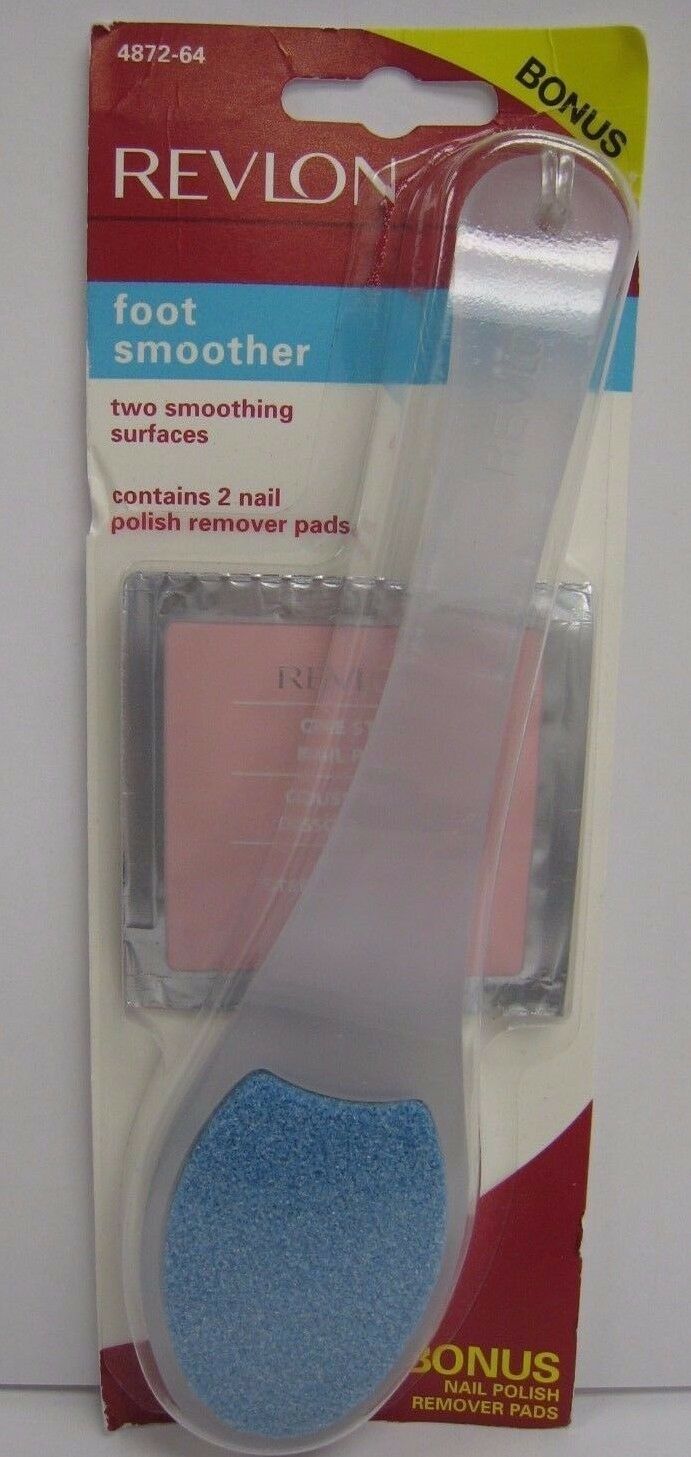 4872-64
BONUS
REVLON
foot
smoother
two smoothing
surfaces
contains 2 nail
polish remover pads
BONUS
NAIL POLISH
REMOVER PADS